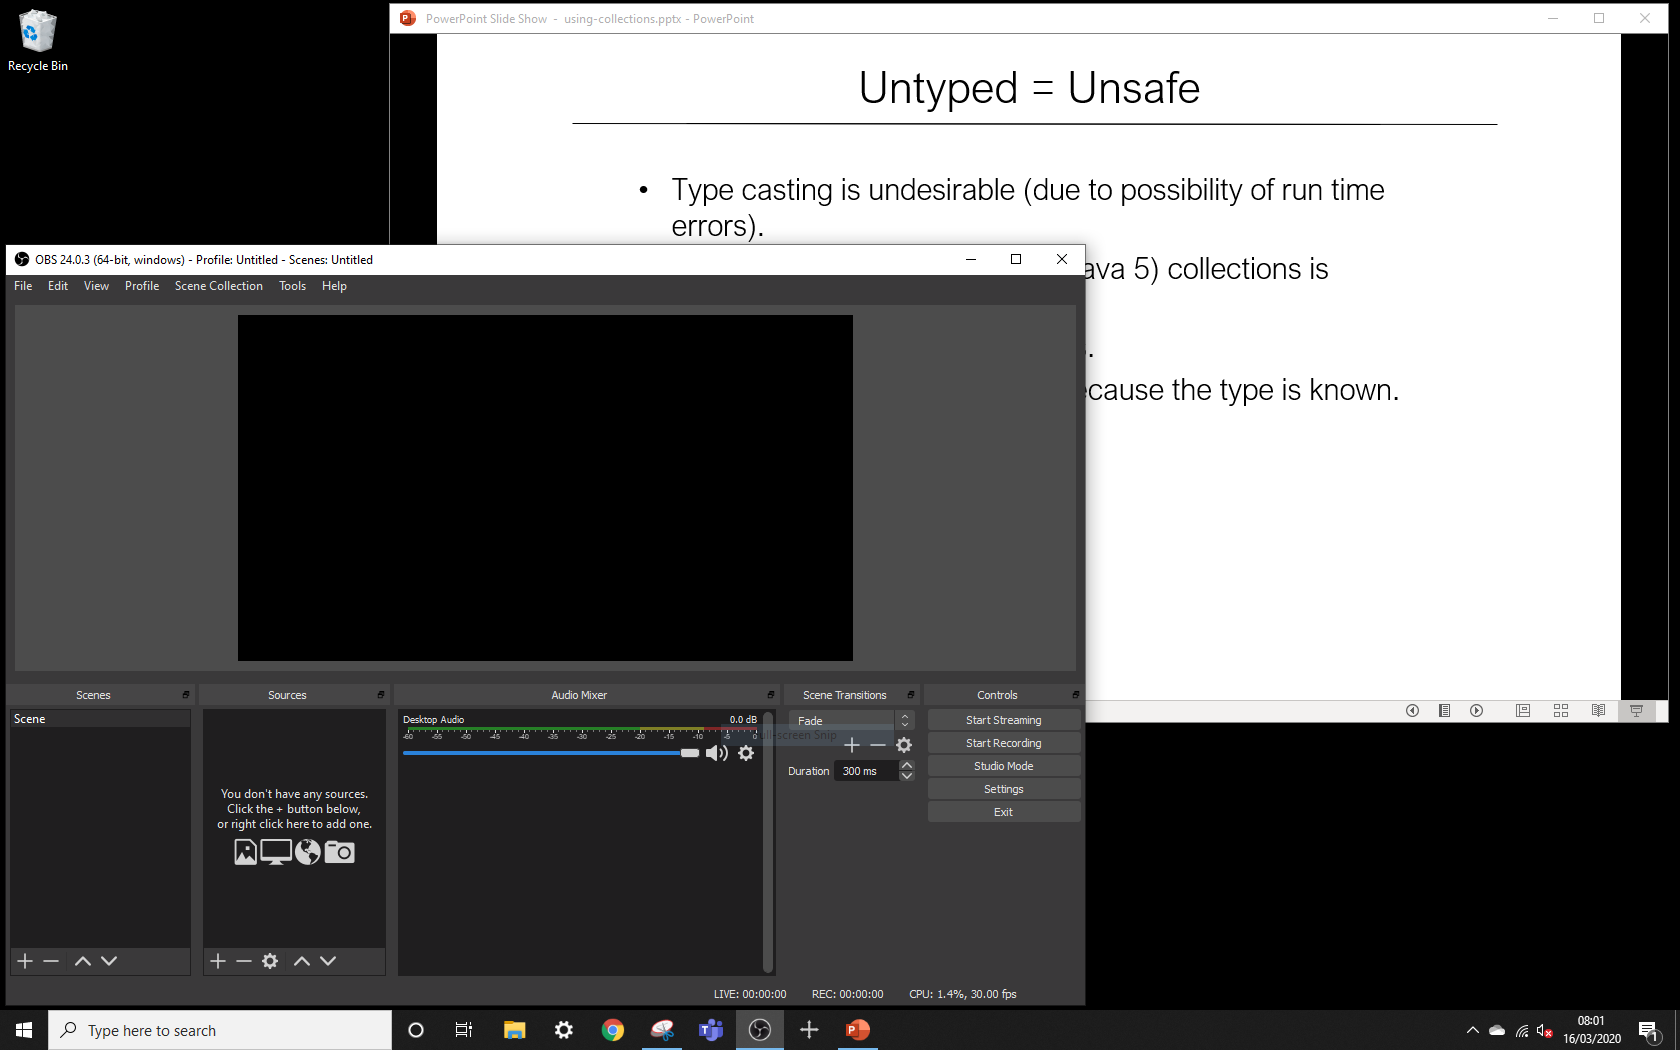 Recycle Bin
PowerPoint Slide Show - using-collections.pptx - PowerPoint
Untyped = Unsafe
• Type casting is undesirable (due to possibility of run time
errors).
ava 5) collections is
.
cause the type is known.
OBS 24.0.3 (64-bit, windows) - Profile: Untitled - Scenes: Untitled
File Edit View Profile Scene Collection Tools Help
Scenes
Scene
Sources
You don't have any sources.
Click the + button below,
or right click here to add one.
Audio Mixer
Desktop Audio 0.0 dB
-60 -55 -50 -45 -40 -35 -30 -25 -20 -15 -10 -5 0
Scene Transitions
Fade
ull-screen Snip
Duration 300 ms
Controls
Start Streaming
Start Recording
Studio Mode
Settings
Exit
LIVE: 00:00:00 REC: 00:00:00 CPU: 1.4%, 30.00 fps
Type here to search
08:01
16/03/2020
1